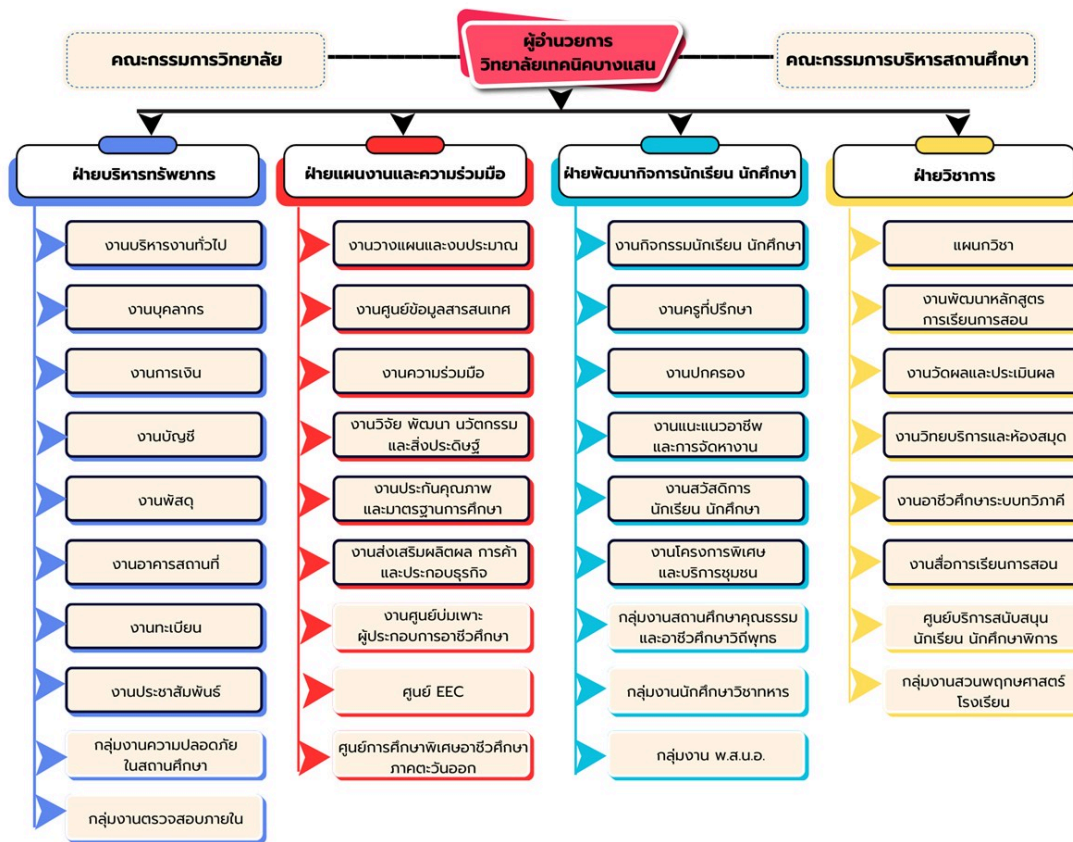 คณะกรรมการวิทยาลัย
ผู้อำนวยการ
วิทยาลัยเทคนิคบางแสน
คณะกรรมการบริหารสถานศึกษา
ฝ่ายบริหารทรัพยากร
งานบริหารงานทั่วไป
งานบุคลากร
งานการเงิน
งานบัญชี
งานพัสดุ
งานอาคารสถานที่
งานทะเบียน
งานประชาสัมพันธ์
กลุ่มงานความปลอดภัย
ในสถานศึกษา
กลุ่มงานตรวจสอบภายใน
ฝ่ายแผนงานและความร่วมมือ
งานวางแผนและงบประมาณ
งานศูนย์ข้อมูลสารสนเทศ
งานความร่วมมือ
งานวิจัย พัฒนา นวัตกรรม
และสิ่งประดิษฐ์
งานประกันคุณภาพ
และมาตรฐานการศึกษา
งานส่งเสริมผลิตผล การค้า
และประกอบธุรกิจ
งานศูนย์บ่มเพาะ
ผู้ประกอบการอาชีวศึกษา
ศูนย์ EEC
ศูนย์การศึกษาพิเศษอาชีวศึกษา
ภาคตะวันออก
ฝ่ายพัฒนากิจการนักเรียน นักศึกษา
งานกิจกรรมนักเรียน นักศึกษา
งานครูที่ปรึกษา
งานปกครอง
งานแนะแนวอาชีพ
และการจัดหางาน
งานสวัสดิการ
นักเรียน นักศึกษา
งานโครงการพิเศษ
และบริการชุมชน
กลุ่มงานสถานศึกษาคุณธรรม
และอาชีวศึกษาวิถีพุทธ
กลุ่มงานนักศึกษาวิชาทหาร
กลุ่มงาน พ.ส.น.อ.
ฝ่ายวิชาการ
แผนกวิชา
งานพัฒนาหลักสูตร
การเรียนการสอน
งานวัดผลและประเมินผล
งานวิทยบริการและห้องสมุด
งานอาชีวศึกษาระบบทวิภาคี
งานสื่อการเรียนการสอน
ศูนย์บริการสนับสนุน
นักเรียน นักศึกษาพิการ
กลุ่มงานสวนพฤกษศาสตร์
โรงเรียน